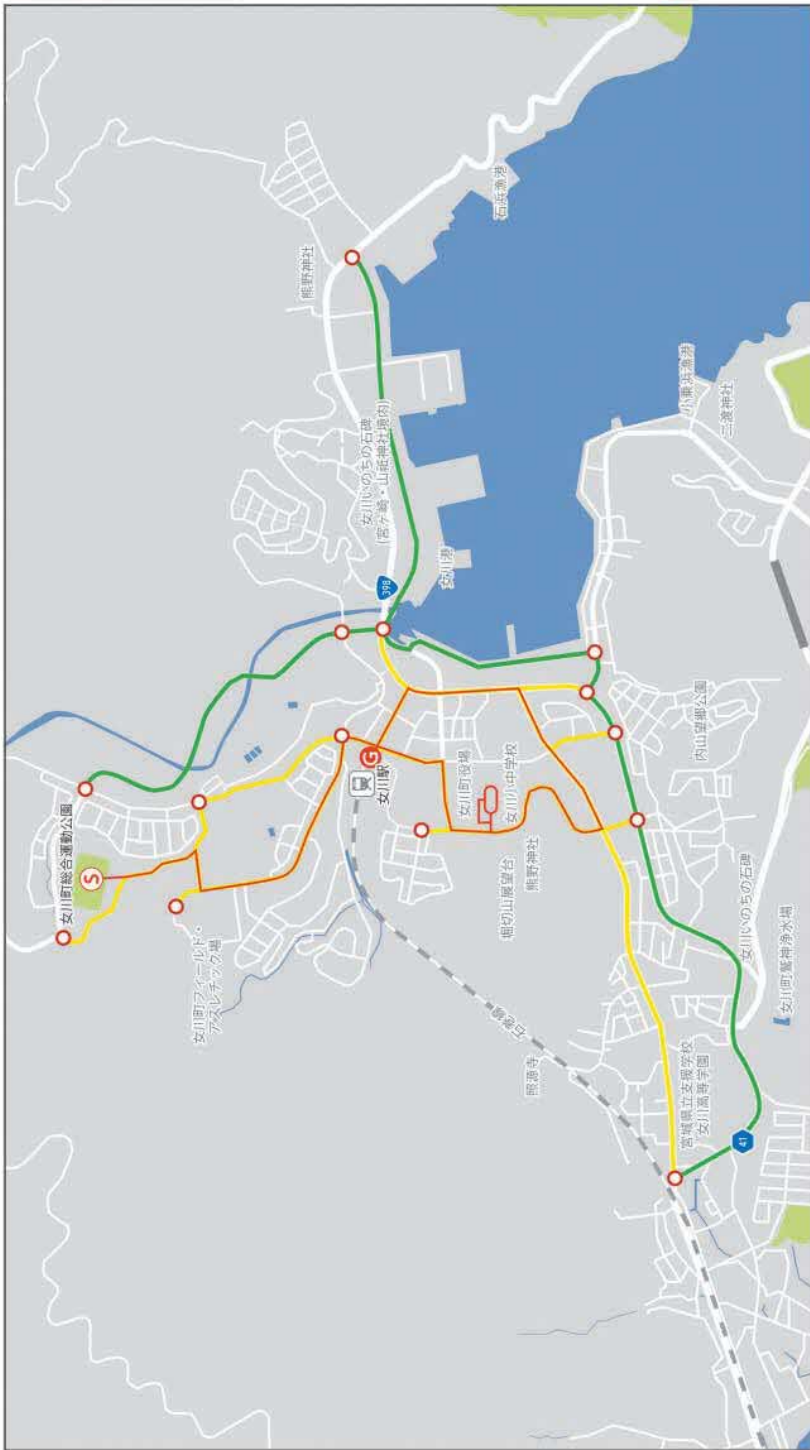 女川町総合運動公園
S
女川町フィールド・
アスレチック場
熊野神社
石浜漁港
女川いのちの石碑
(宮ケ崎・山祇神社境内)
398
女川港
女川駅
G
女川町役場
女川小中学校
堀切山展望台
熊野神社
石巻線
照源寺
小乗浜漁港
二渡神社
内山望郷公園
女川いのちの石碑
女川町鷲神浄水場
宮城県立支援学校
女川高等学園
41